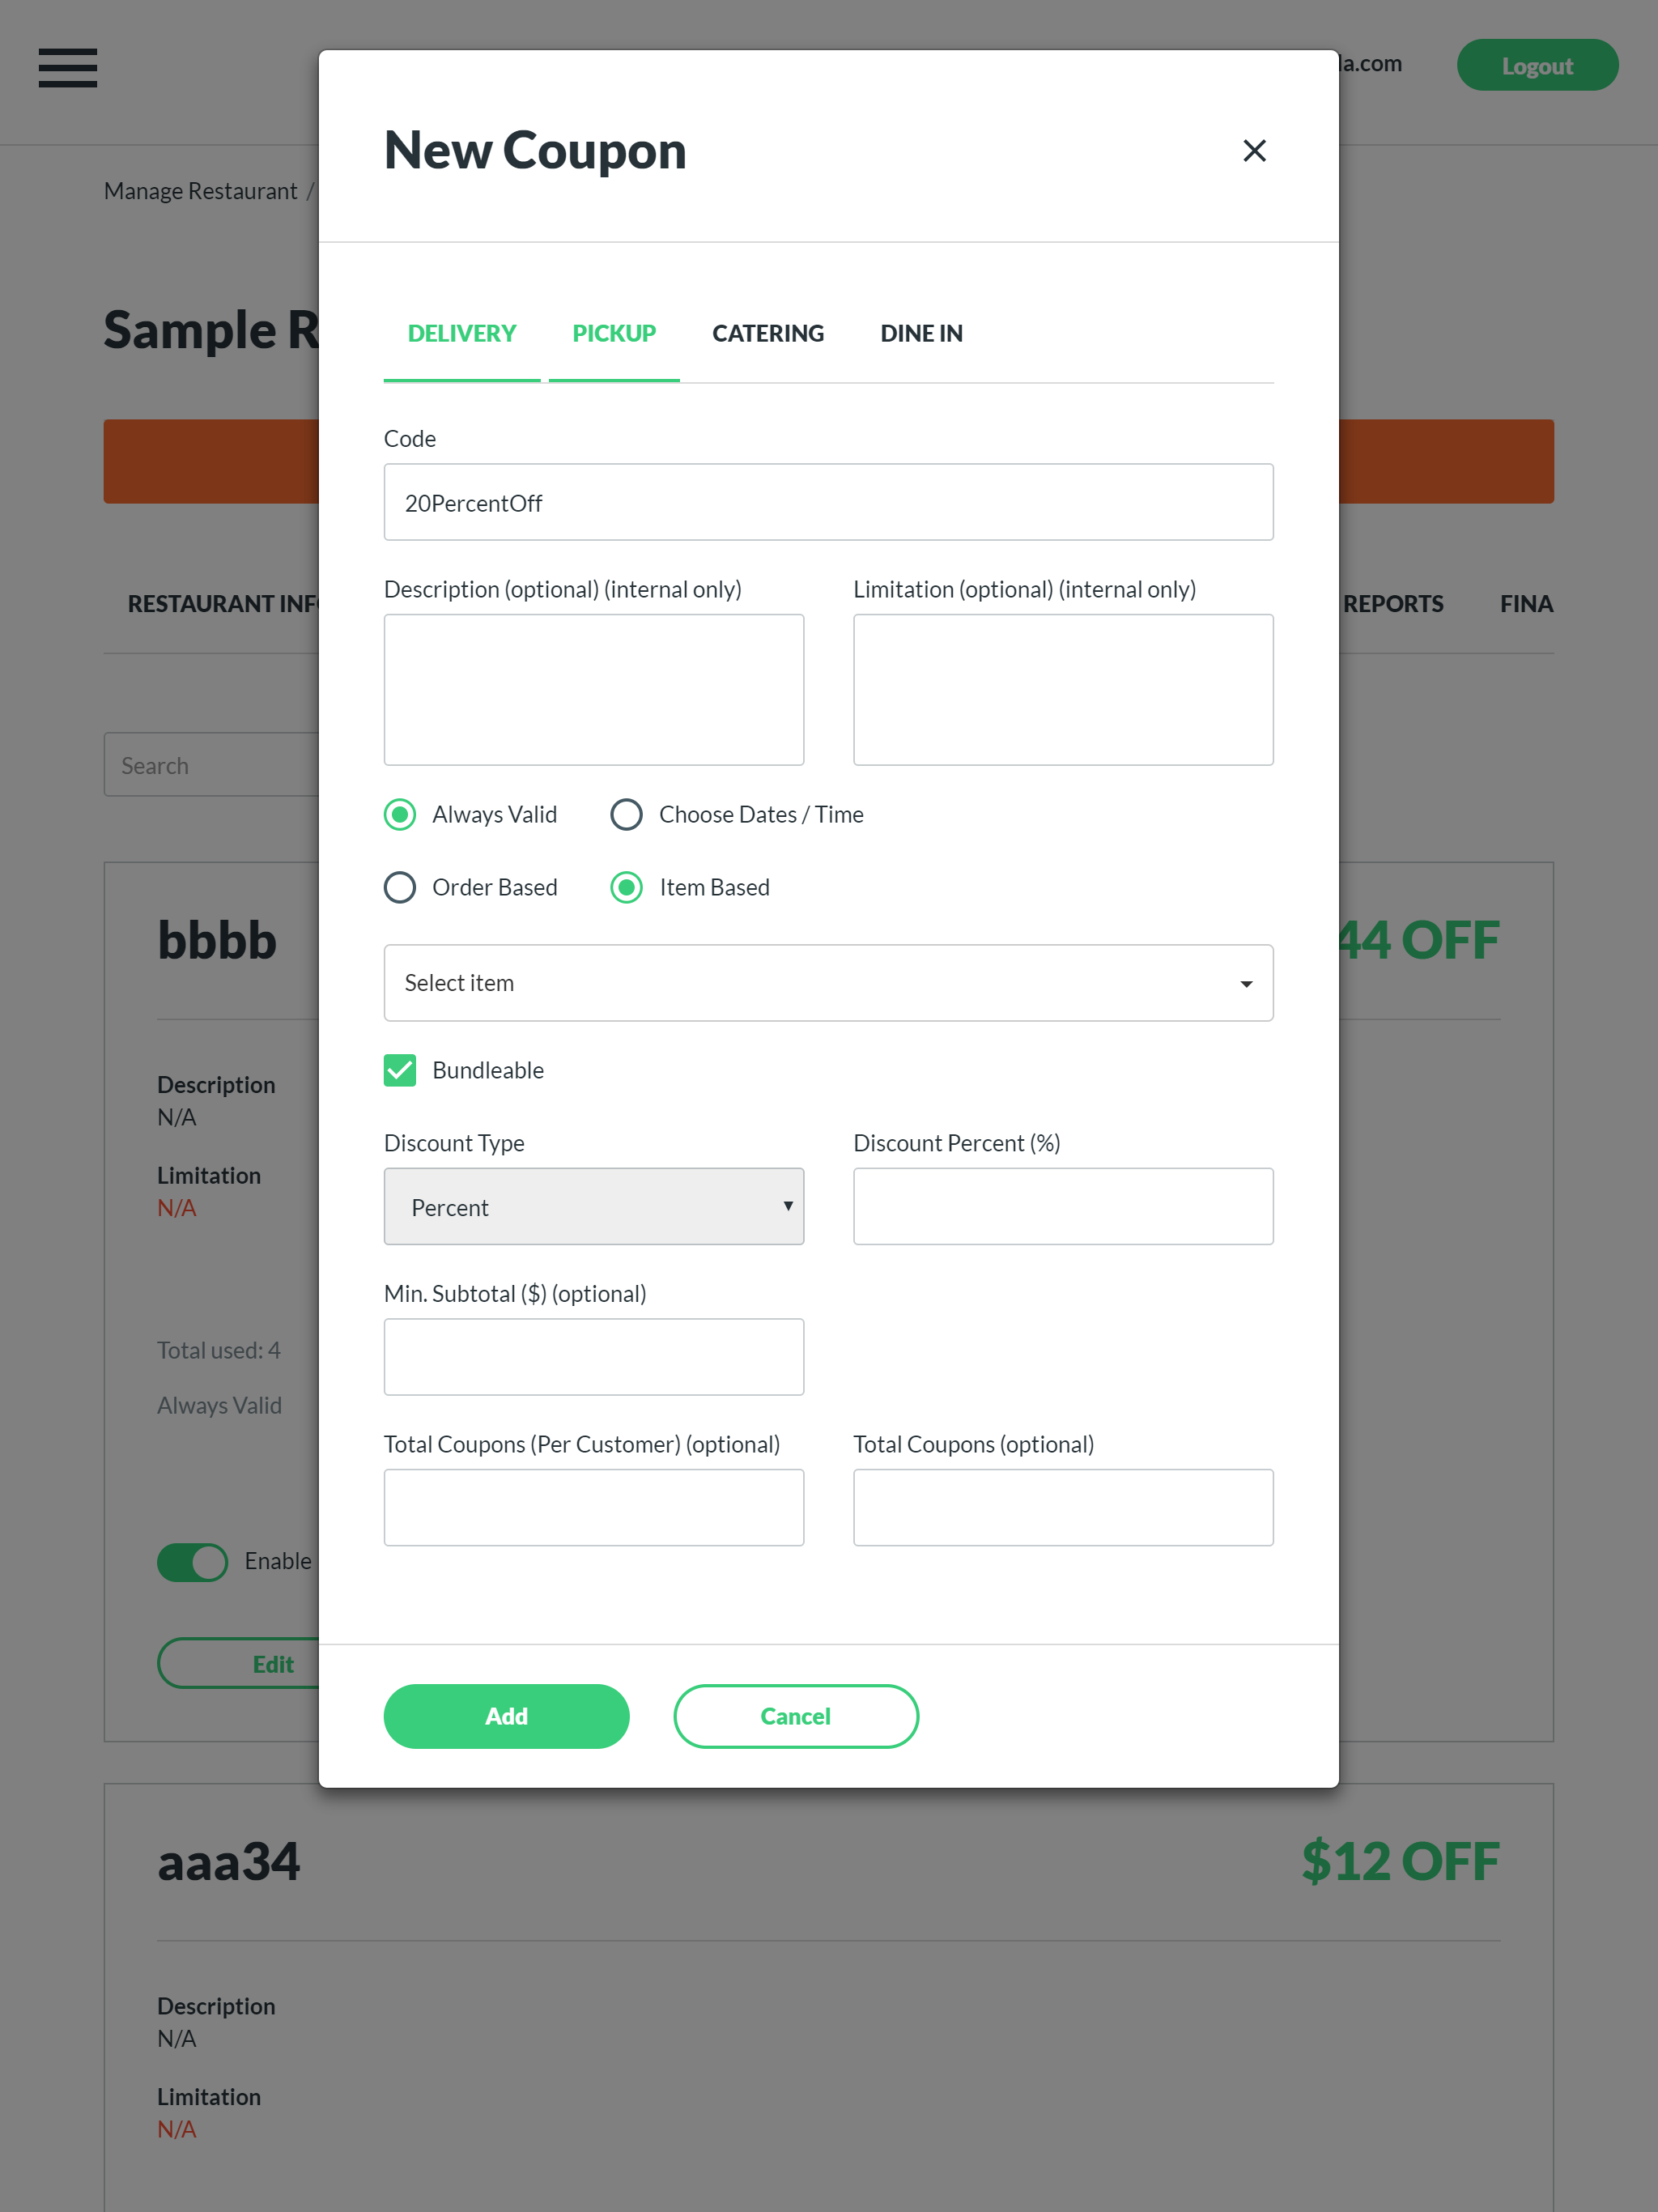 la.com
Logout
New Coupon
Manage Restaurant /
Sample R
DELIVERY PICKUP CATERING DINE IN
Code
20PercentOff
Description (optional) (internal only) Limitation (optional) (internal only)
RESTAURANT INFO REPORTS FINA
Search
Always Valid Choose Dates / Time
Order Based Item Based
bbbb 44 OFF
Select item
Bundleable
Description
N/A
Discount Type Discount Percent (%)
Limitation
N/A
Percent
Min. Subtotal ($) (optional)
Total used: 4
Always Valid
Total Coupons (Per Customer) (optional) Total Coupons (optional)
Enable
Edit
Add Cancel
aaa34 $12 OFF
Description
N/A
Limitation
N/A